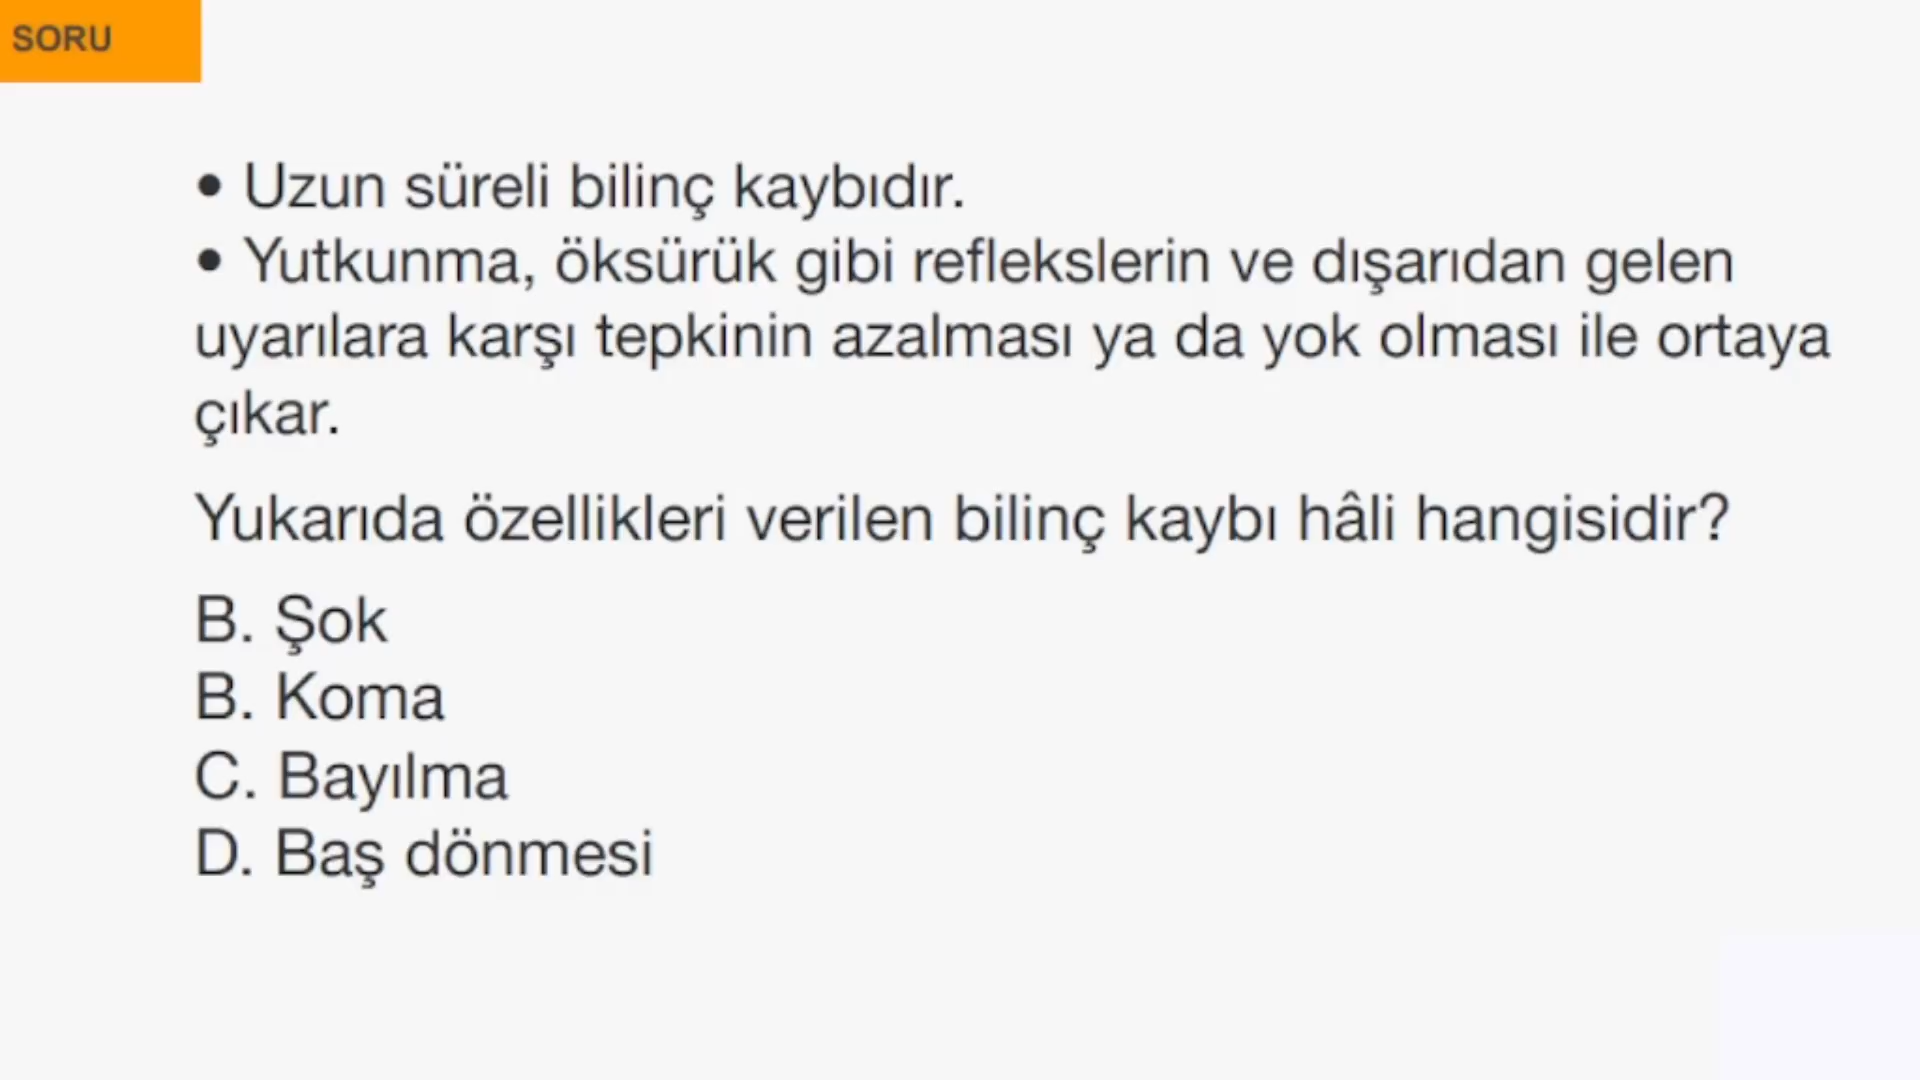 SORU
• Uzun süreli bilinç kaybıdır.
• Yutkunma, öksürük gibi reflekslerin ve dışarıdan gelen
uyarılara karşı tepkinin azalması ya da yok olması ile ortaya
çıkar.
Yukarıda özellikleri verilen bilinç kaybı hâli hangisidir?
B. Şok
B. Koma
C. Bayılma
D. Baş dönmesi